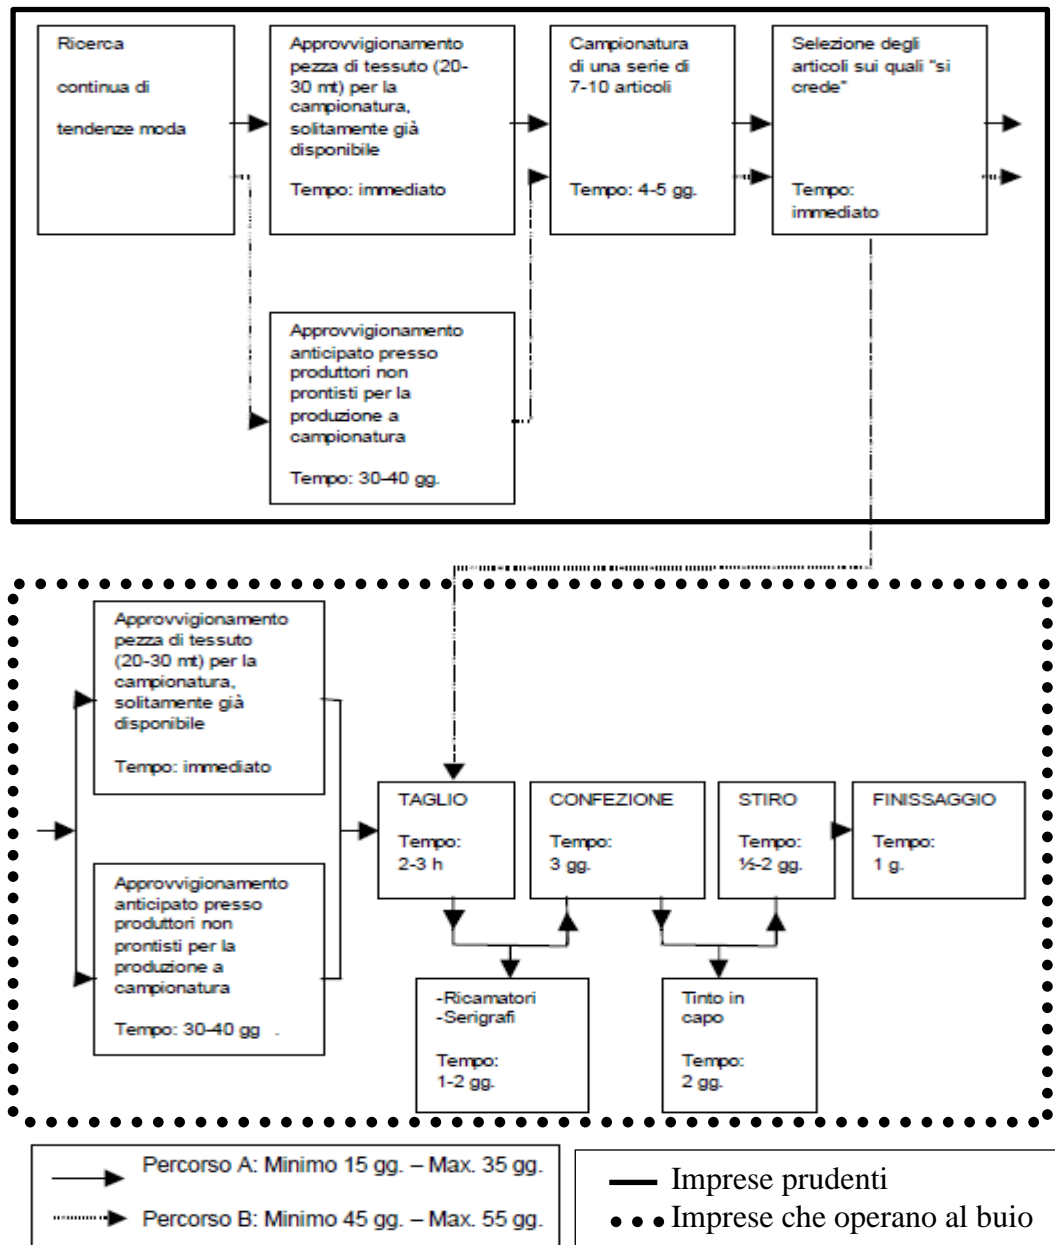 Ricerca
continua di
tendenze moda
Approvvigionamento
pezza di tessuto (20-
30 mt) per la
campionatura,
solitamente già
disponibile
Tempo: immediato
Campionatura
di una serie di
7-10 articoli
Tempo: 4-5 gg.
Selezione degli
articoli sui quali "si
crede"
Tempo:
immediato
Approvvigionamento
anticipato presso
produttori non
prontisti per la
produzione a
campionatura
Tempo: 30-40 gg.
Approvvigionamento
pezza di tessuto
(20-30 mt) per la
campionatura,
solitamente già
disponibile
Tempo: immediato
Approvvigionamento
anticipato presso
produttori non
prontisti per la
produzione a
campionatura
Tempo: 30-40 gg .
TAGLIO
Tempo:
2-3 h
CONFEZIONE
Tempo:
3 gg.
STIRO
Tempo:
½-2 gg.
FINISSAGGIO
Tempo:
1 g.
-Ricamatori
-Serigrafi
Tempo:
1-2 gg.
Tinto in
capo
Tempo:
2 gg.
Percorso A: Minimo 15 gg. – Max. 35 gg.
Percorso B: Minimo 45 gg. – Max. 55 gg.
Imprese prudenti
Imprese che operano al buio